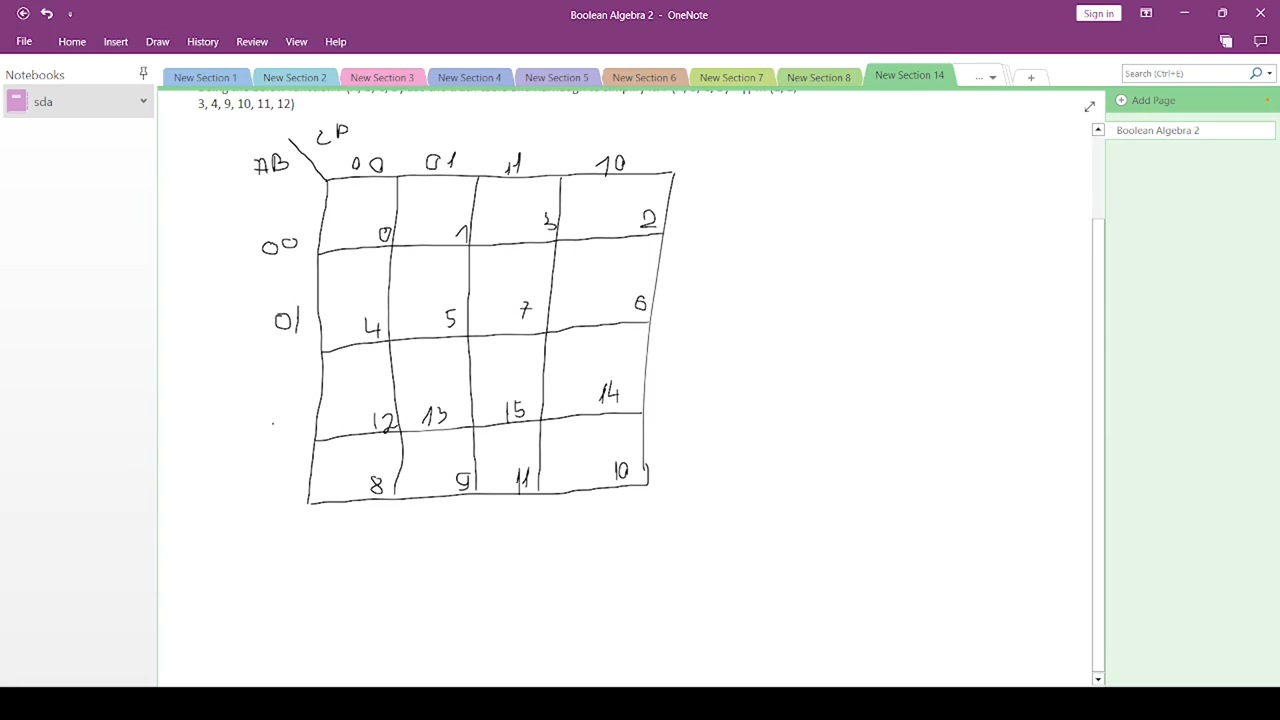 Boolean Algebra 2 - OneNote
Sign in
File Home Insert Draw History Review View Help
Notebooks
New Section 1 New Section 2 New Section 3 New Section 4 New Section 5 New Section 6 New Section 7 New Section 8 New Section 14 ...
Search (Ctrl+E)
sda
Add Page
Boolean Algebra 2
3, 4, 9, 10, 11, 12)
CD
AB 00 01 11 10
0 1 3 2
00
4 5 7 6
01
12 13 15 14
8 9 11 10